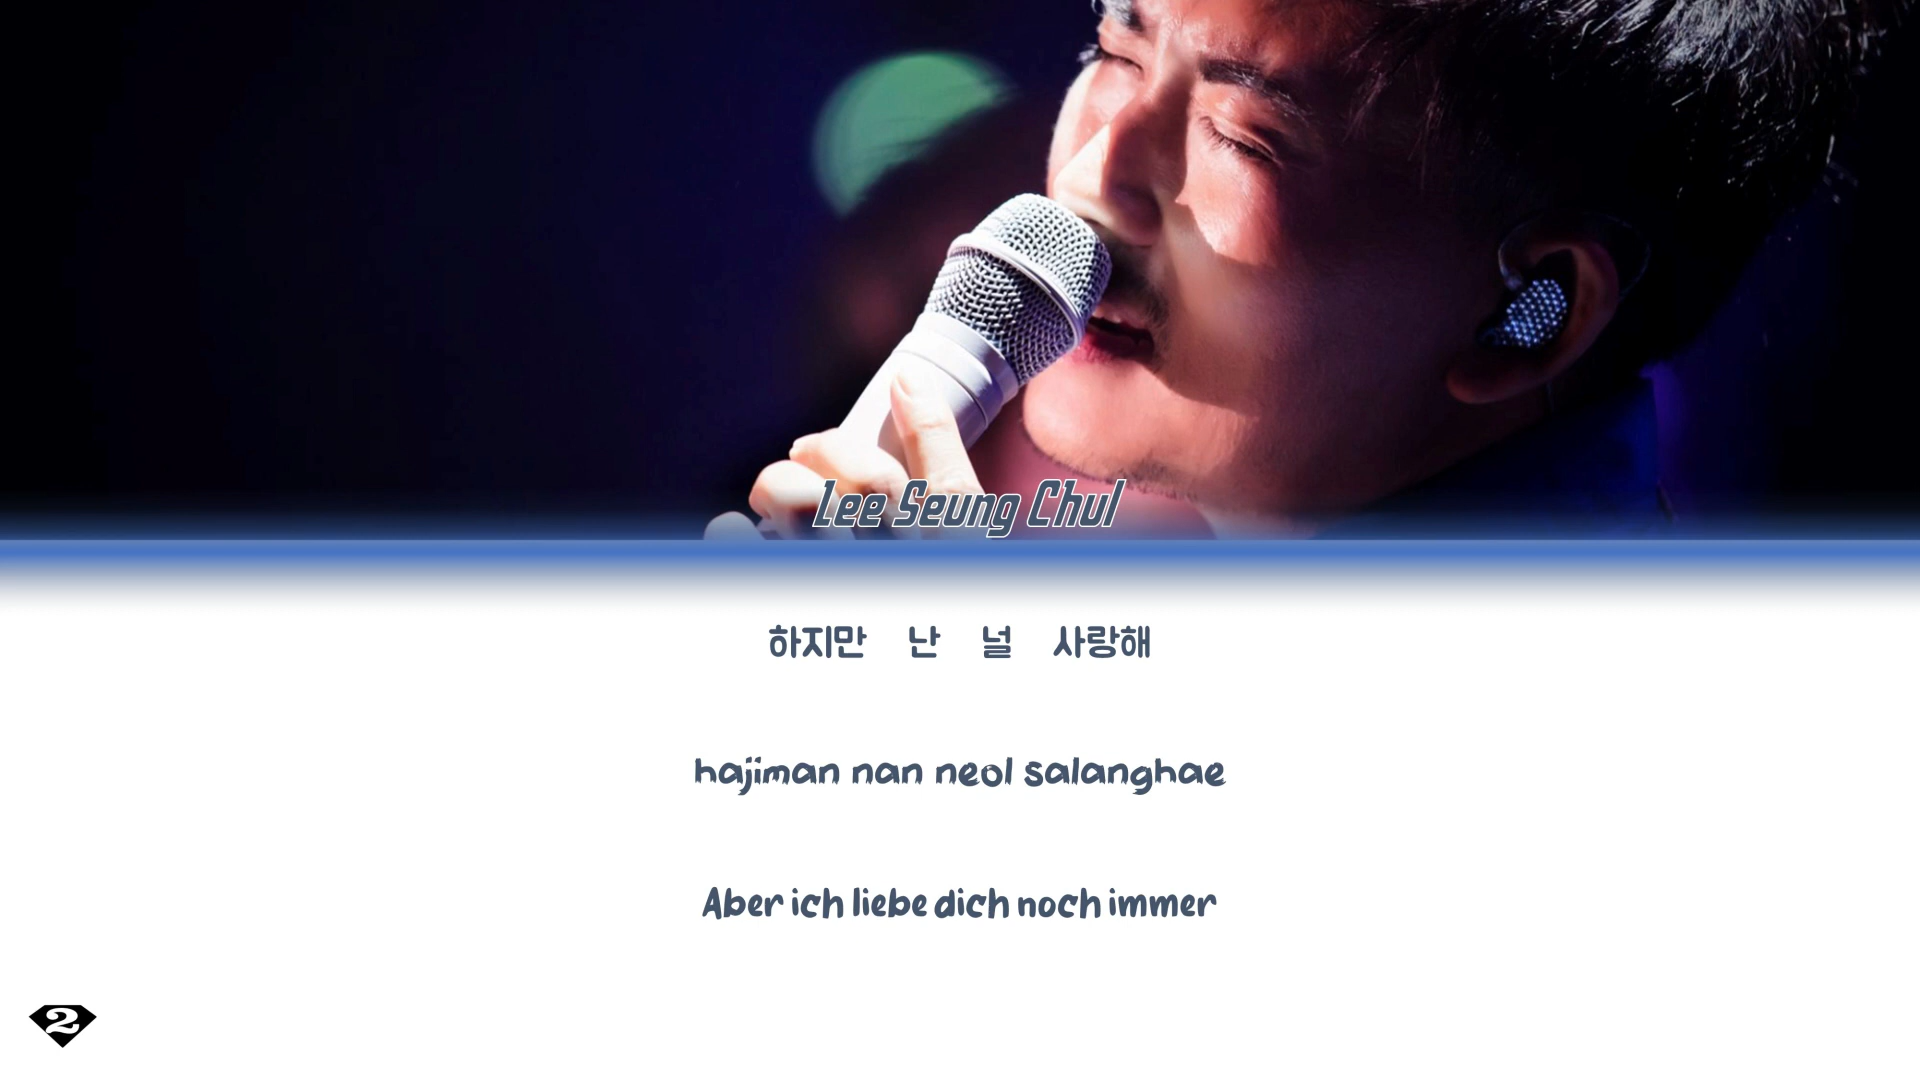 Lee Seung Chul
하지만 난 널 사랑해
hajiman nan neol salanghae
Aber ich liebe dich noch immer
2